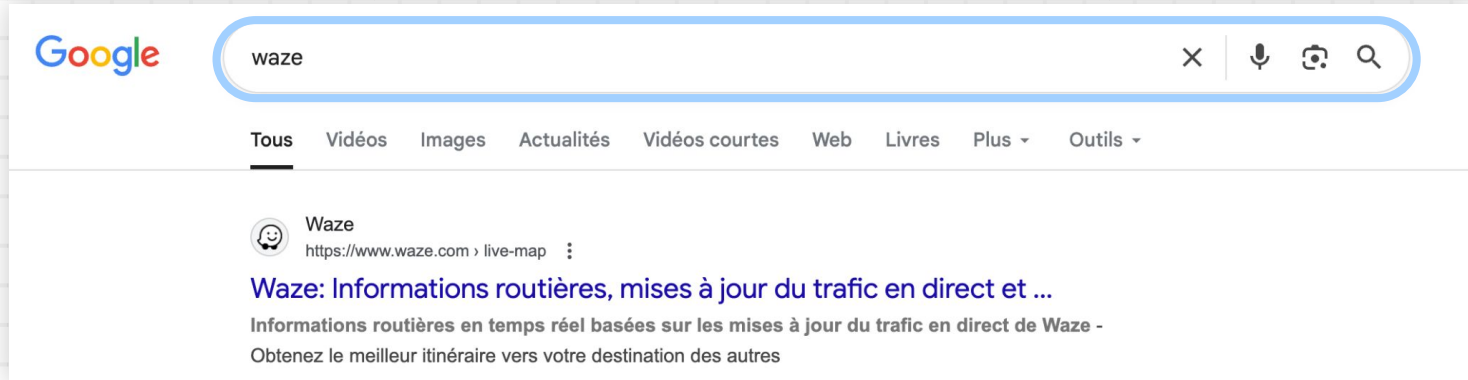 Google
waze
Tous Vidéos Images Actualités Vidéos courtes Web Livres Plus Outils
Waze
https://www.waze.com › live-map
Waze: Informations routières, mises à jour du trafic en direct et ...
Informations routières en temps réel basées sur les mises à jour du trafic en direct de Waze -
Obtenez le meilleur itinéraire vers votre destination des autres